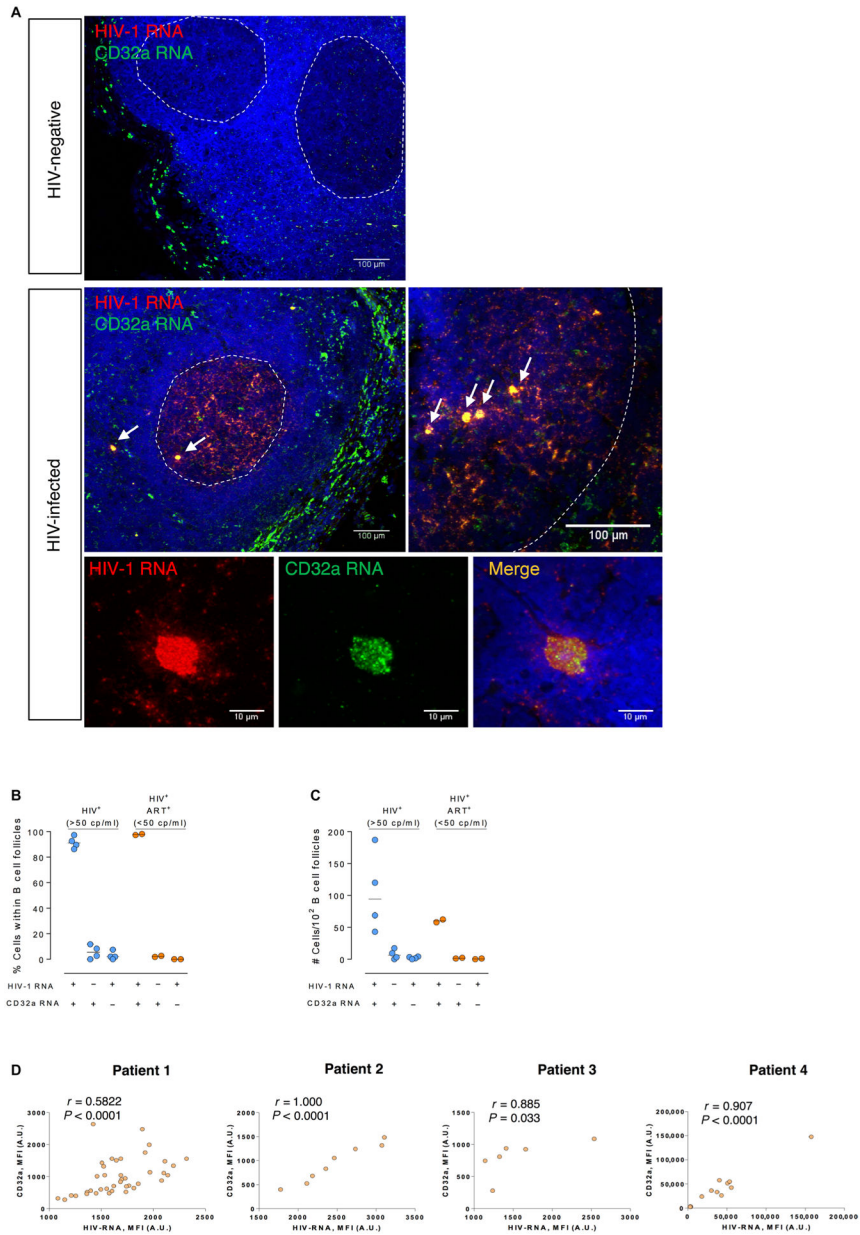 A
HIV-negative
HIV-1 RNA
CD32a RNA
100 µm
HIV-infected
HIV-1 RNA
CD32a RNA
100 µm
100 µm
HIV-1 RNA
10 µm
CD32a RNA
10 µm
Merge
10 µm
B
HIV+
(>50 cp/ml)
HIV+
ART+
(<50 cp/ml)
% Cells within B cell follicles
100
80
60
40
20
0
HIV-1 RNA + − + + − +
CD32a RNA + + − + + −
C
HIV+
(>50 cp/ml)
HIV+
ART+
(<50 cp/ml)
# Cells/10² B cell follicles
200
150
100
50
0
HIV-1 RNA + − + + − +
CD32a RNA + + − + + −
D
Patient 1
r = 0.5822
P < 0.0001
CD32a, MFI (A.U.)
3000
2000
1000
0
1000 1500 2000 2500
HIV-RNA, MFI (A.U.)
Patient 2
r = 1.000
P < 0.0001
CD32a, MFI (A.U.)
2000
1500
1000
500
0
1500 2000 2500 3000 3500
HIV-RNA, MFI (A.U.)
Patient 3
r = 0.885
P = 0.033
CD32a, MFI (A.U.)
1500
1000
500
0
1000 1500 2000 2500 3000
HIV-RNA, MFI (A.U.)
Patient 4
r = 0.907
P < 0.0001
CD32a, MFI (A.U.)
200,000
150,000
100,000
50,000
0
0 50,000 100,000 150,000 200,000
HIV-RNA, MFI (A.U.)